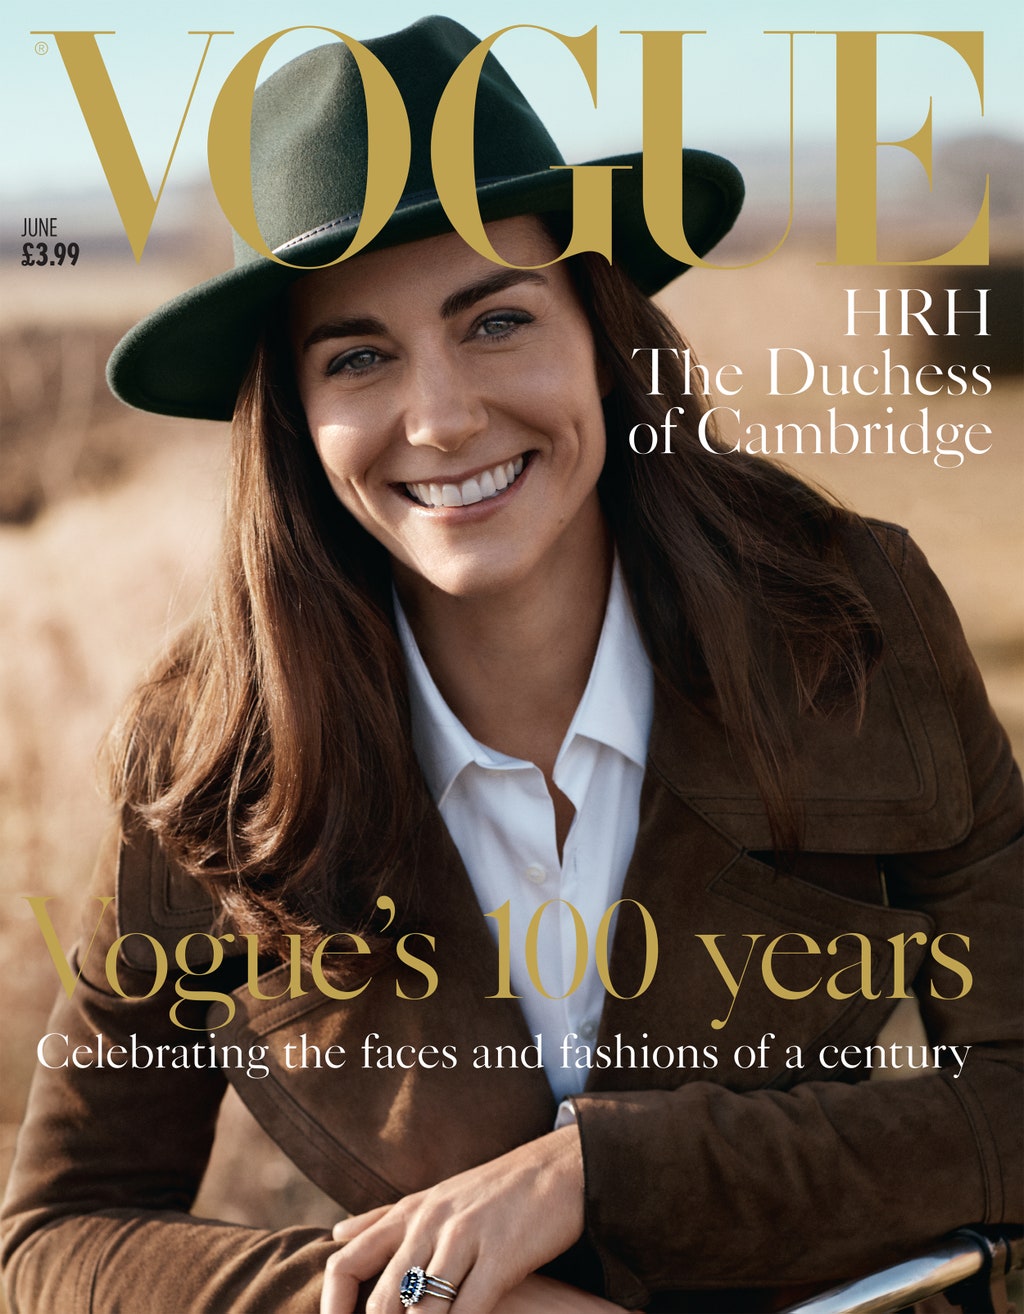 ®
VOGUE
JUNE
£3.99
HRH
The Duchess
of Cambridge
Vogue's 100 years
Celebrating the faces and fashions of a century